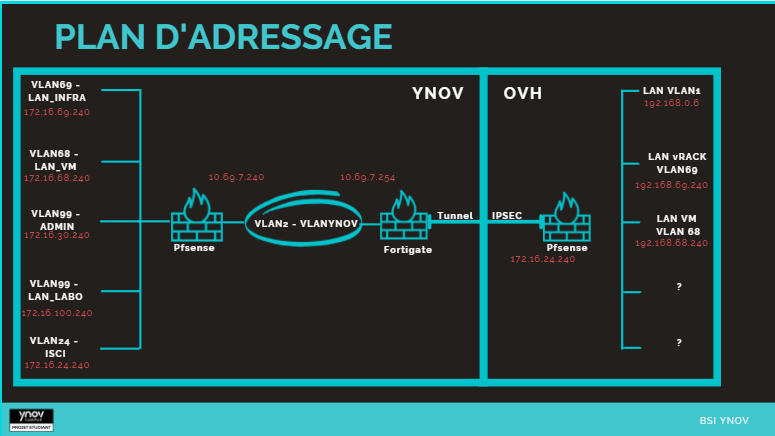 PLAN D'ADRESSAGE
YNOV
OVH
VLAN69 -
LAN_INFRA
172.16.69.240
VLAN68 -
LAN_VM
172.16.68.240
VLAN99 -
ADMIN
172.16.30.240
VLAN99 -
LAN_LABO
172.16.100.240
VLAN24 -
ISCI
172.16.24.240
10.69.7.240
10.69.7.254
Pfsense
VLAN2 - VLANYNOV
Fortigate
Tunnel
IPSEC
Pfsense
172.16.24.240
LAN VLAN1
192.168.0.6
LAN vRACK
VLAN69
192.168.69.240
LAN VM
VLAN 68
192.168.68.240
?
?
ynov
CAMPUS
PROJET ETUDIANT
BSI YNOV